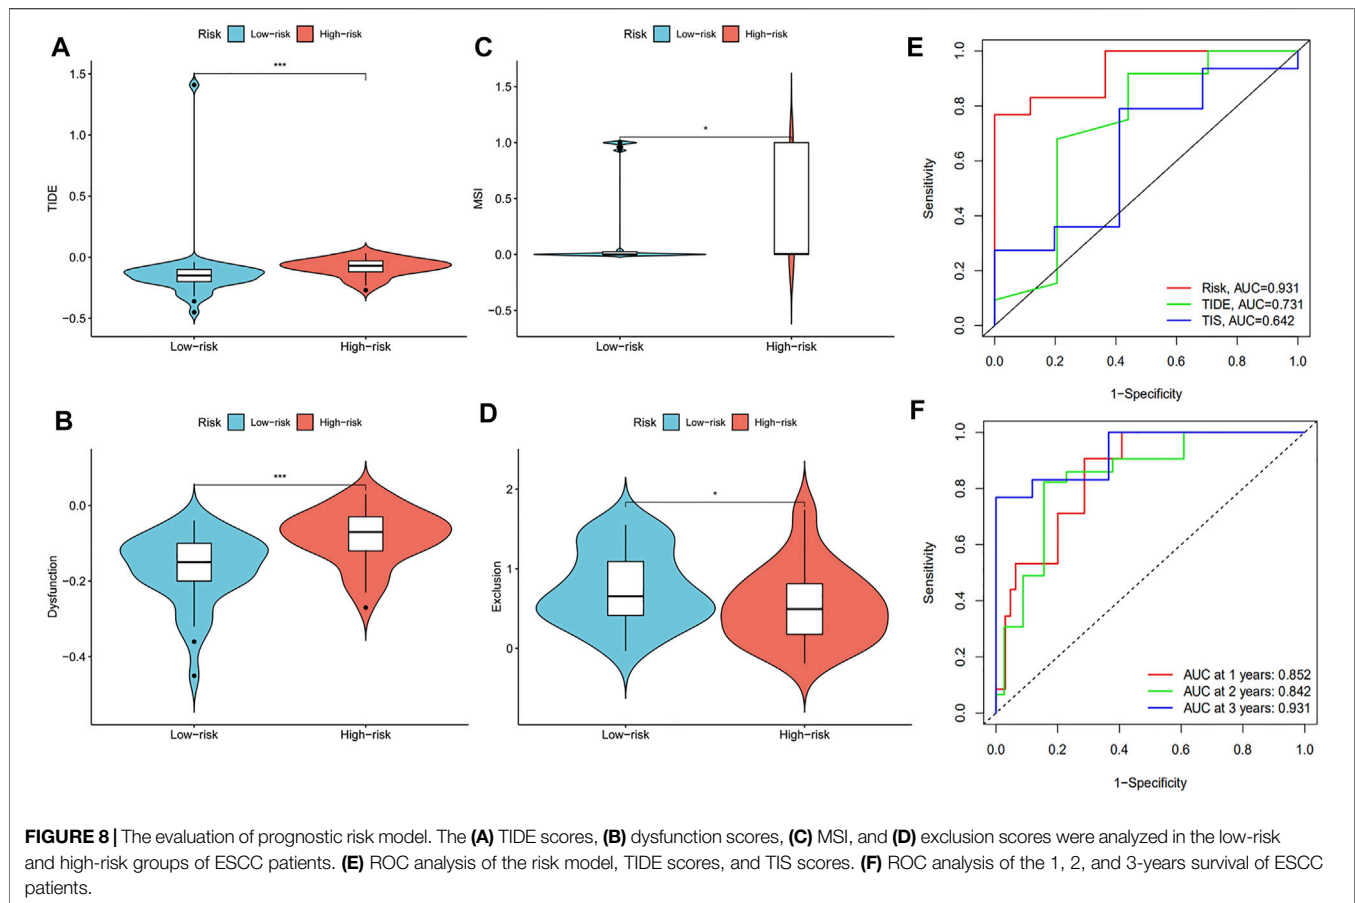 A
Risk Low-risk High-risk
***
1.5
1.0
0.5
0.0
−0.5
TIDE
Low−risk High−risk
C
Risk Low-risk High-risk
*
1.0
0.5
0.0
−0.5
MSI
Low−risk High−risk
E
1.0
0.8
0.6
0.4
0.2
0.0
Sensitivity
Risk, AUC=0.931
TIDE, AUC=0.731
TIS, AUC=0.642
0.0 0.2 0.4 0.6 0.8 1.0
1−Specificity
B
Risk Low-risk High-risk
***
0.0
−0.2
−0.4
Dysfunction
Low−risk High−risk
D
Risk Low-risk High-risk
*
2
1
0
Exclusion
Low−risk High−risk
F
1.0
0.8
0.6
0.4
0.2
0.0
Sensitivity
AUC at 1 years: 0.852
AUC at 2 years: 0.842
AUC at 3 years: 0.931
0.0 0.2 0.4 0.6 0.8 1.0
1−Specificity
FIGURE 8 | The evaluation of prognostic risk model. The (A) TIDE scores, (B) dysfunction scores, (C) MSI, and (D) exclusion scores were analyzed in the low-risk
and high-risk groups of ESCC patients. (E) ROC analysis of the risk model, TIDE scores, and TIS scores. (F) ROC analysis of the 1, 2, and 3-years survival of ESCC
patients.